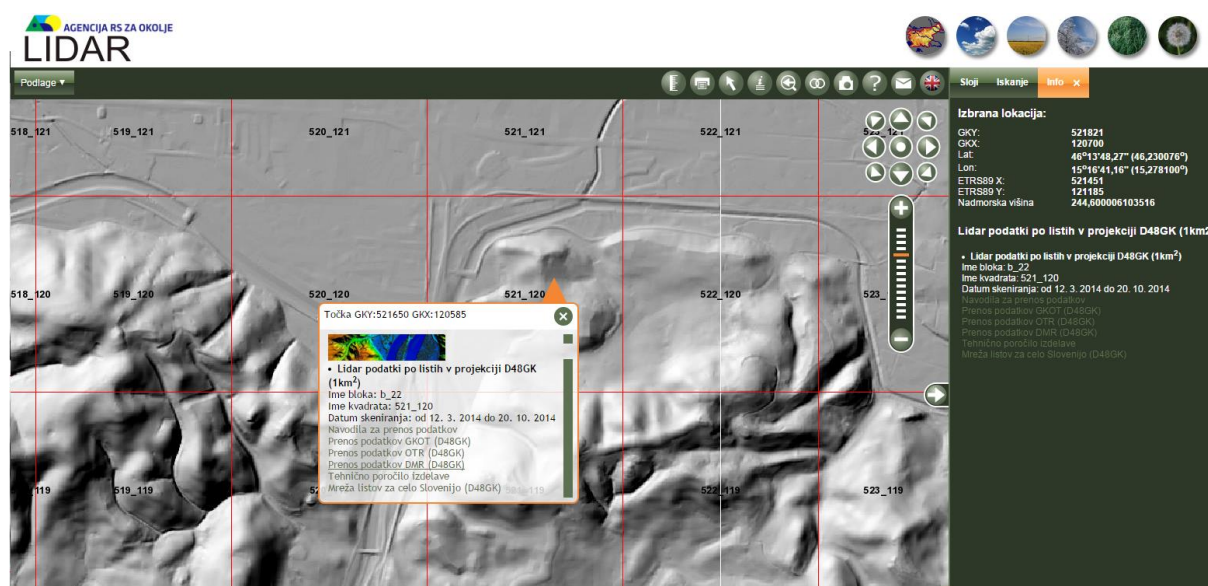 AGENCIJA RS ZA OKOLJE
LIDAR
Podlage ▼
Sloji Iskanje Info x
518_121 519_121 520_121 521_121 522_121
518_120 519_120 520_120 521_120 522_120 523_
519_119 522_119 523_119
Točka GKY:521650 GKX:120585
• Lidar podatki po listih v projekciji D48GK
(1km²)
Ime bloka: b_22
Ime kvadrata: 521_120
Datum skeniranja: od 12. 3. 2014 do 20. 10. 2014
Navodila za prenos podatkov
Prenos podatkov GKOT (D48GK)
Prenos podatkov OTR (D48GK)
Prenos podatkov DMR (D48GK)
Tehnično poročilo izdelave
Mreža listov za celo Slovenijo (D48GK)
Izbrana lokacija:
GKY: 521821
GKX: 120700
Lat: 46°13'48,27" (46,230076°)
Lon: 15°16'41,16" (15,278100°)
ETRS89 X: 521451
ETRS89 Y: 121185
Nadmorska višina 244,600006103516
Lidar podatki po listih v projekciji D48GK (1km2
• Lidar podatki po listih v projekciji D48GK (1km²)
Ime bloka: b_22
Ime kvadrata: 521_120
Datum skeniranja: od 12. 3. 2014 do 20. 10. 2014
Navodila za prenos podatkov
Prenos podatkov GKOT (D48GK)
Prenos podatkov OTR (D48GK)
Prenos podatkov DMR (D48GK)
Tehnično poročilo izdelave
Mreža listov za celo Slovenijo (D48GK)